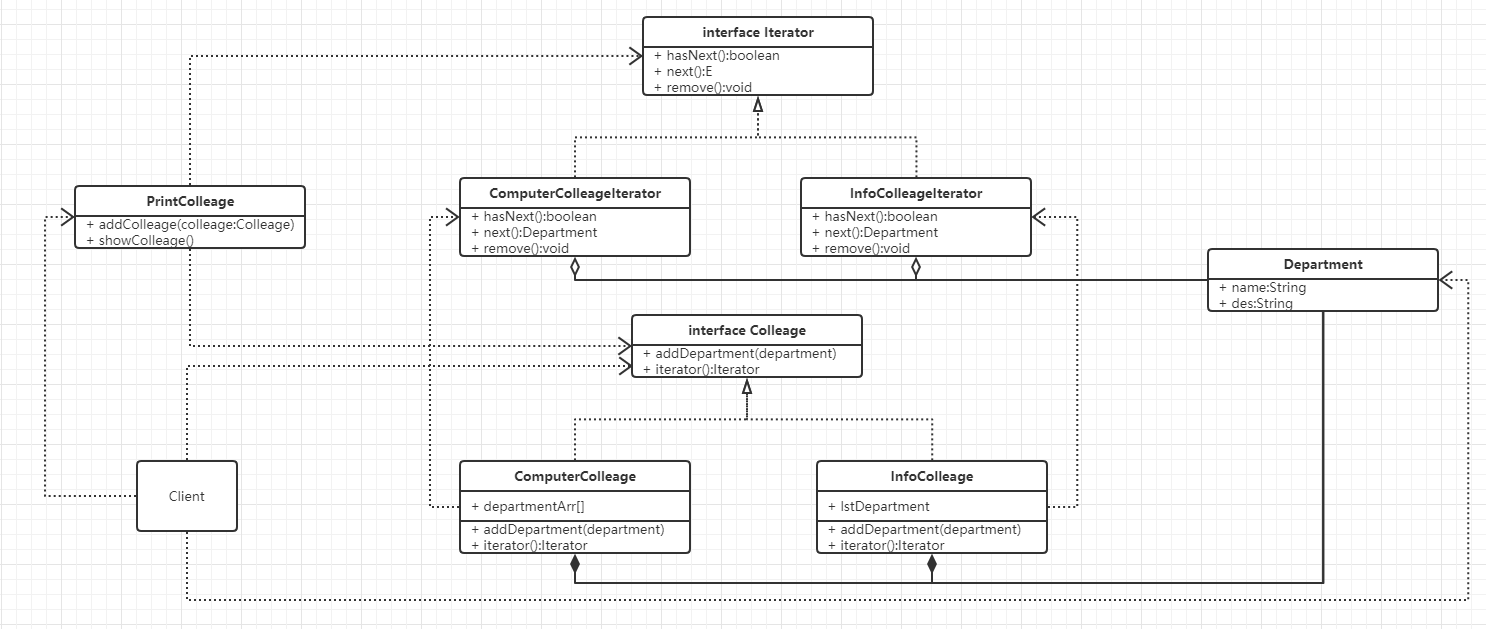 interface Iterator
+ hasNext():boolean
+ next():E
+ remove():void
PrintColleage
+ addColleage(colleage:Colleage)
+ showColleage()
ComputerColleageIterator
+ hasNext():boolean
+ next():Department
+ remove():void
InfoColleageIterator
+ hasNext():boolean
+ next():Department
+ remove():void
Department
+ name:String
+ des:String
interface Colleage
+ addDepartment(department)
+ iterator():Iterator
Client
ComputerColleage
+ departmentArr[]
+ addDepartment(department)
+ iterator():Iterator
InfoColleage
+ lstDepartment
+ addDepartment(department)
+ iterator():Iterator